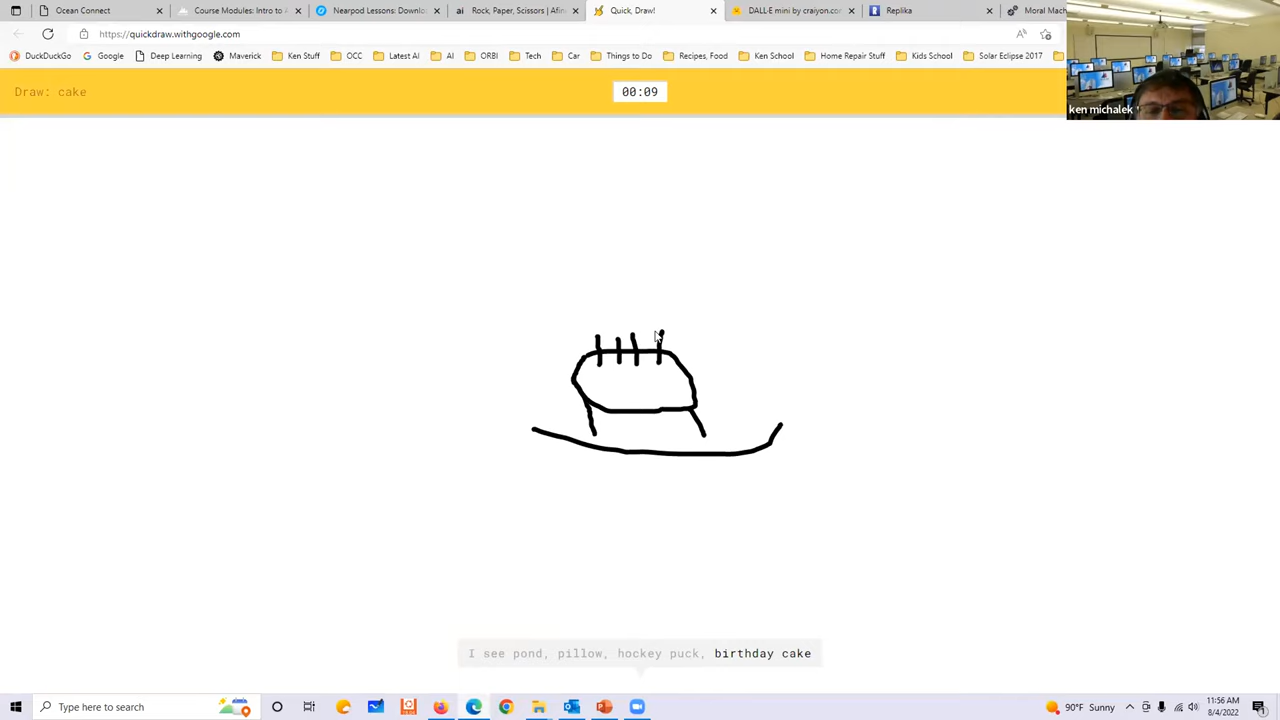 Ocean Connect
Course Modules: Intro to A
Nearpod Lessons: Downlo
Rock, Paper, Scissors | Afin
Quick, Draw!
DALL·E mini by craiyon.com
Replika
Moral Mach
https://quickdraw.withgoogle.com
DuckDuckGo
Google
Deep Learning
Maverick
Ken Stuff
OCC
Latest AI
AI
ORBI
Tech
Car
Things to Do
Recipes, Food
Ken School
Home Repair Stuff
Kids School
Solar Eclipse 2017
ken michalek
Draw: cake
00:09
I see pond, pillow, hockey puck, birthday cake
Type here to search
90°F Sunny
11:56 AM
8/4/2022